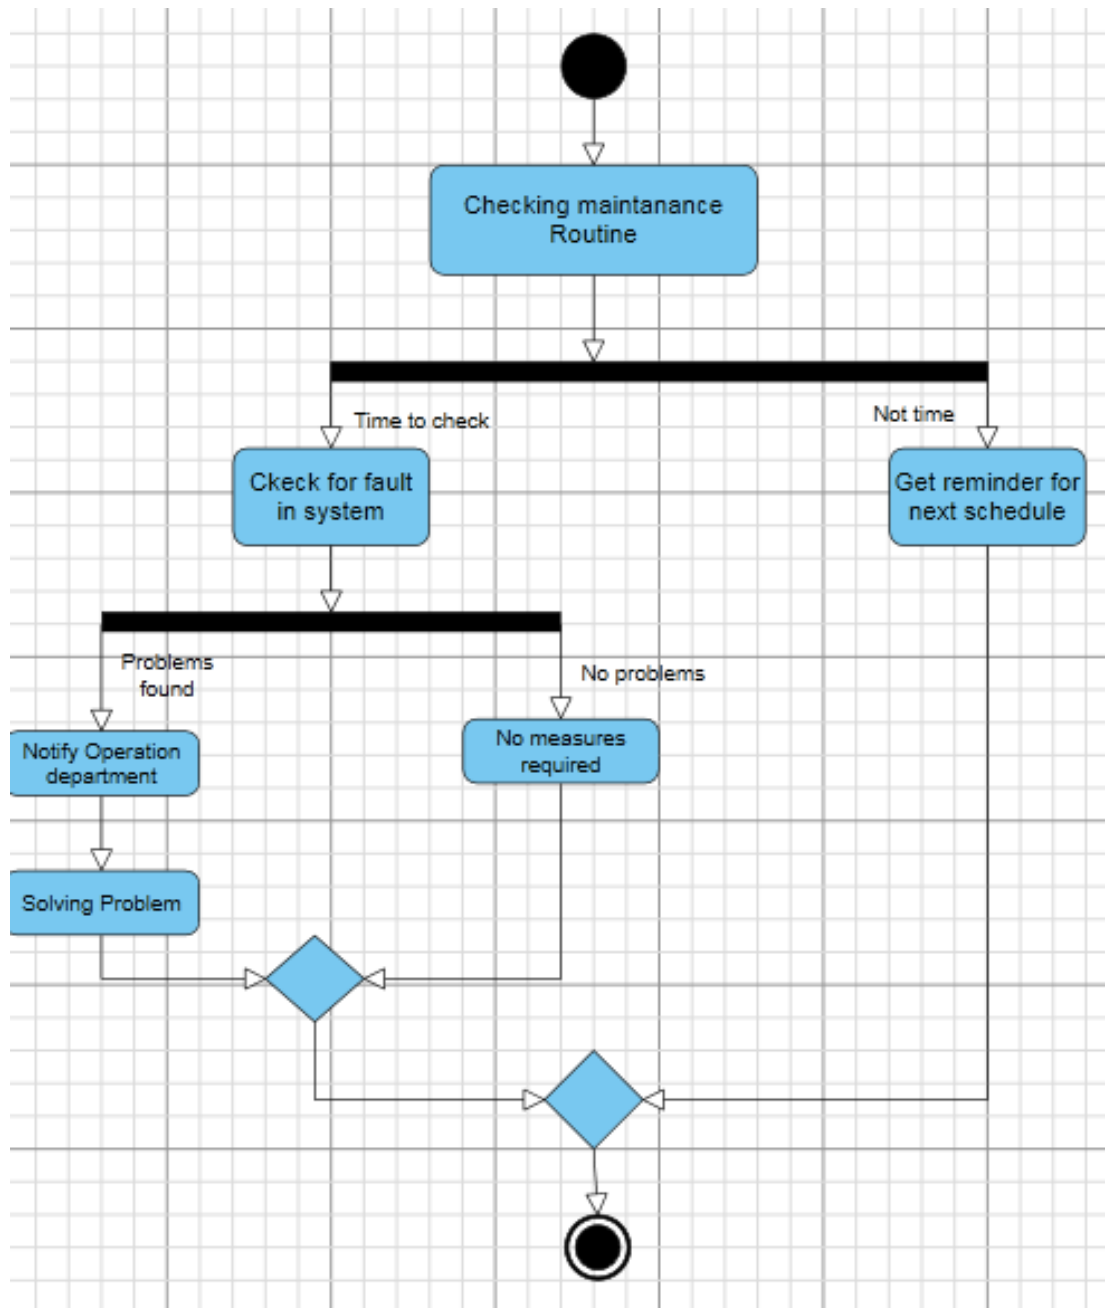 Checking maintanance
Routine
Time to check
Not time
Ckeck for fault
in system
Get reminder for
next schedule
Problems
found
No problems
Notify Operation
department
No measures
required
Solving Problem